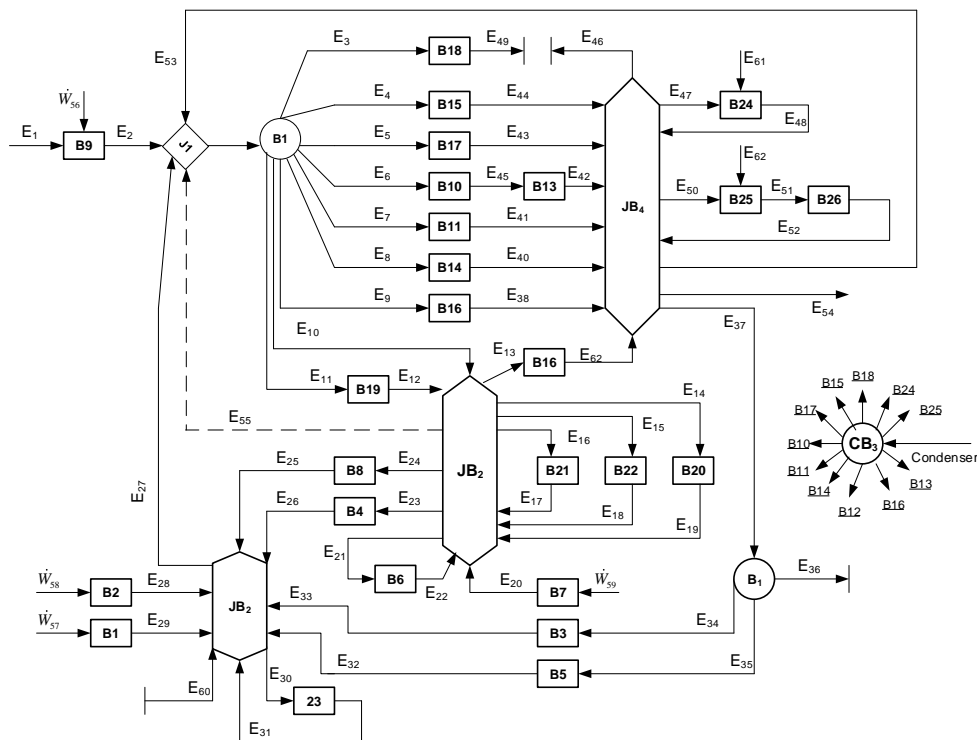 E3
B18
E49
E46
E53
E61
Ẇ56
E4
B15
E44
E47
B24
E48
E1
B9
E2
J1
B1
E5
B17
E43
E62
E6
B10
E45
B13
E42
JB4
E50
B25
E51
B26
E7
B11
E41
E52
E8
B14
E40
E9
B16
E38
E54
E10
E37
E13
B16
E62
E11
B19
E12
E14
B15
B18
B24
B17
B25
E55
E15
B10
CB3
Condenser
E16
B11
B13
B14
B16
B12
E27
E25
B8
E24
JB2
B21
B22
B20
E26
B4
E23
E17
E18
E19
E21
B6
E22
E20
B7
Ẇ59
B1
E36
Ẇ58
B2
E28
JB2
E33
B3
E34
Ẇ57
B1
E29
E32
B5
E35
E60
E30
23
E31